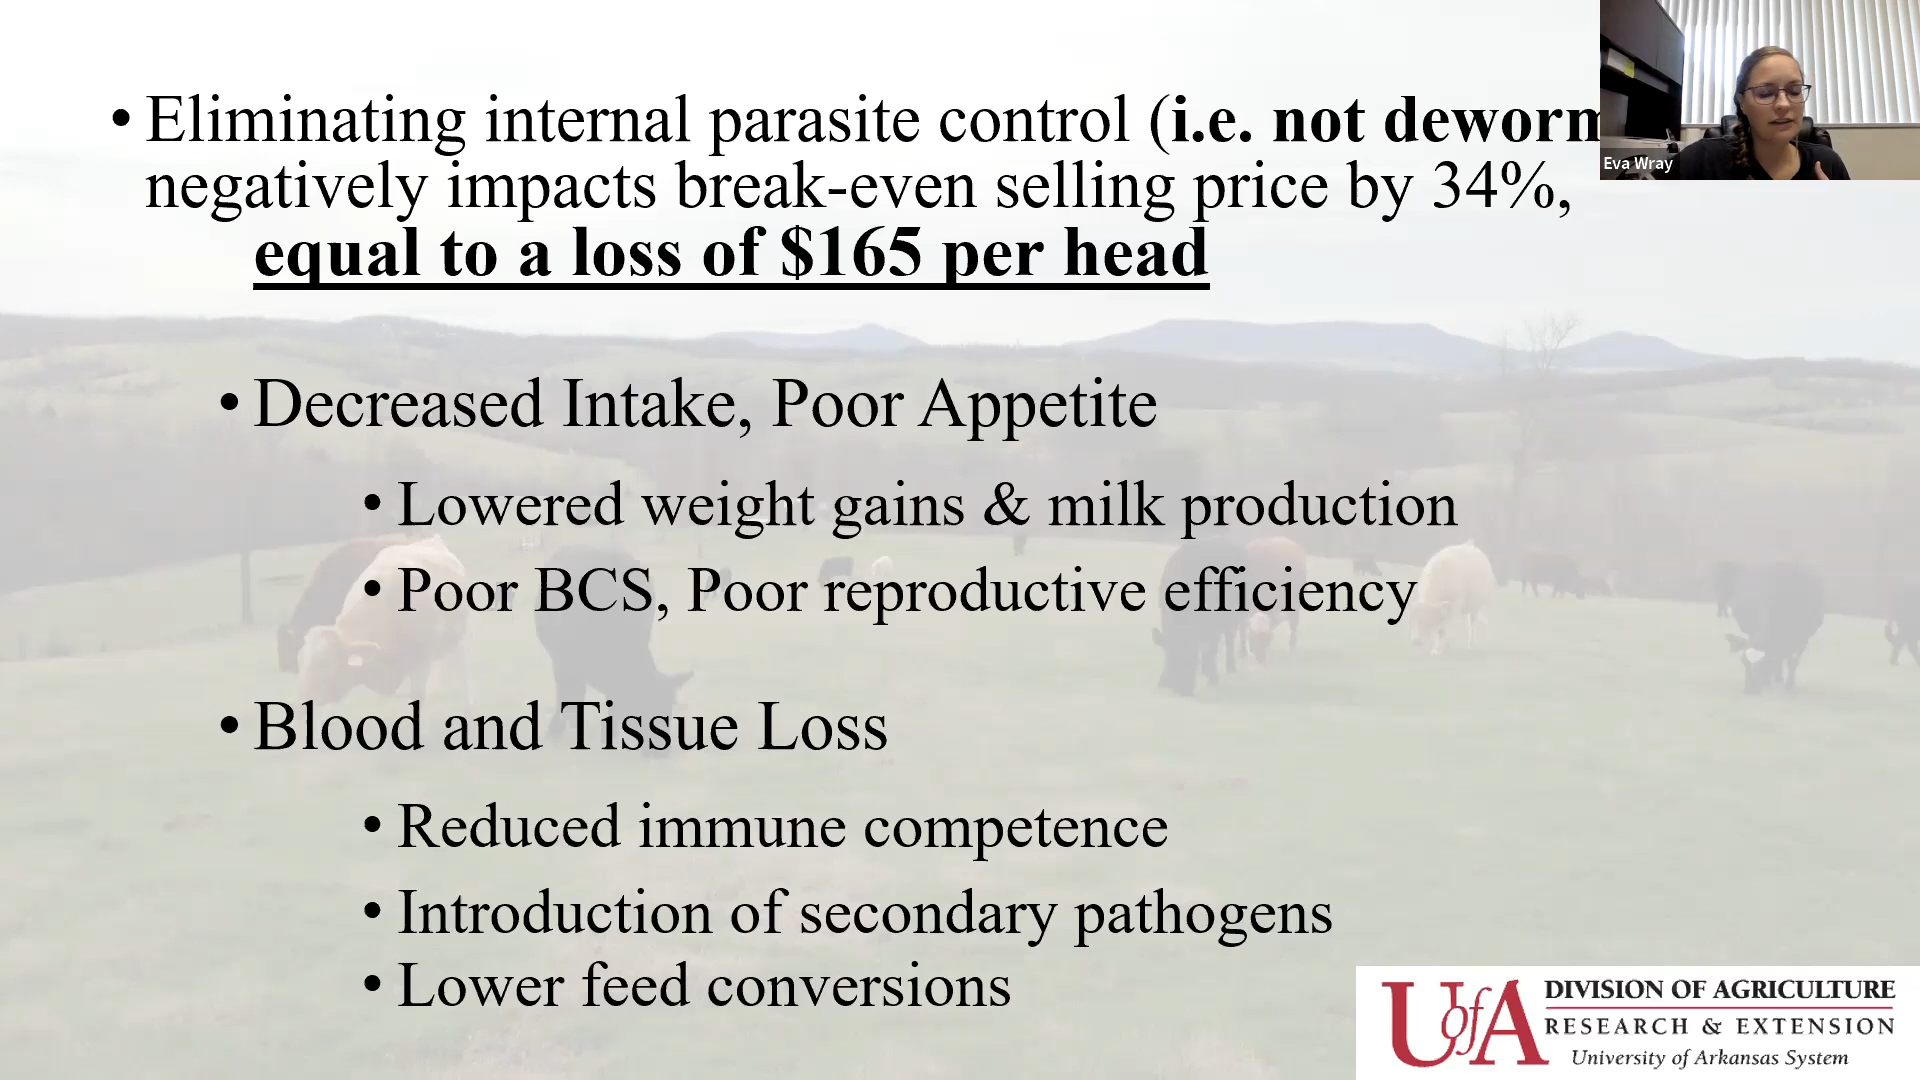 • Eliminating internal parasite control (i.e. not deworm
negatively impacts break-even selling price by 34%,
equal to a loss of $165 per head
• Decreased Intake, Poor Appetite
• Lowered weight gains & milk production
• Poor BCS, Poor reproductive efficiency
• Blood and Tissue Loss
• Reduced immune competence
• Introduction of secondary pathogens
• Lower feed conversions
Eva Wray
UofA
DIVISION OF AGRICULTURE
RESEARCH & EXTENSION
University of Arkansas System